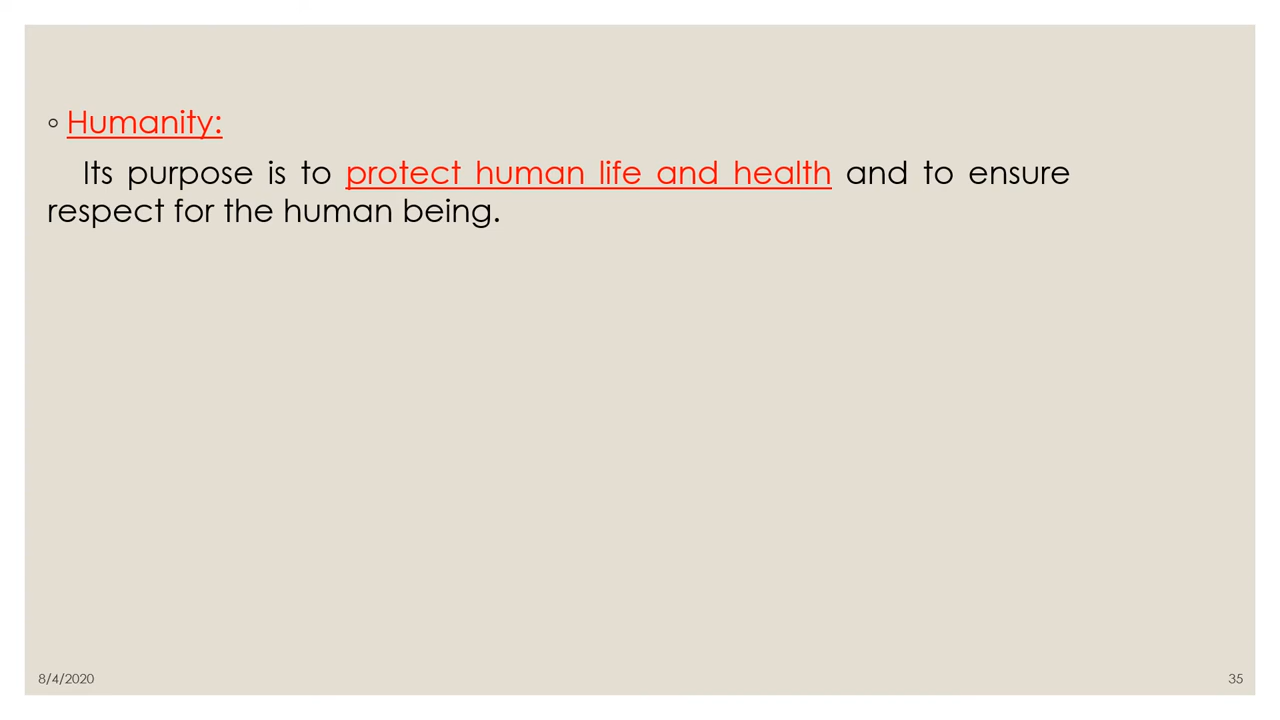 ◦ Humanity:
Its purpose is to protect human life and health and to ensure
respect for the human being.
8/4/2020
35